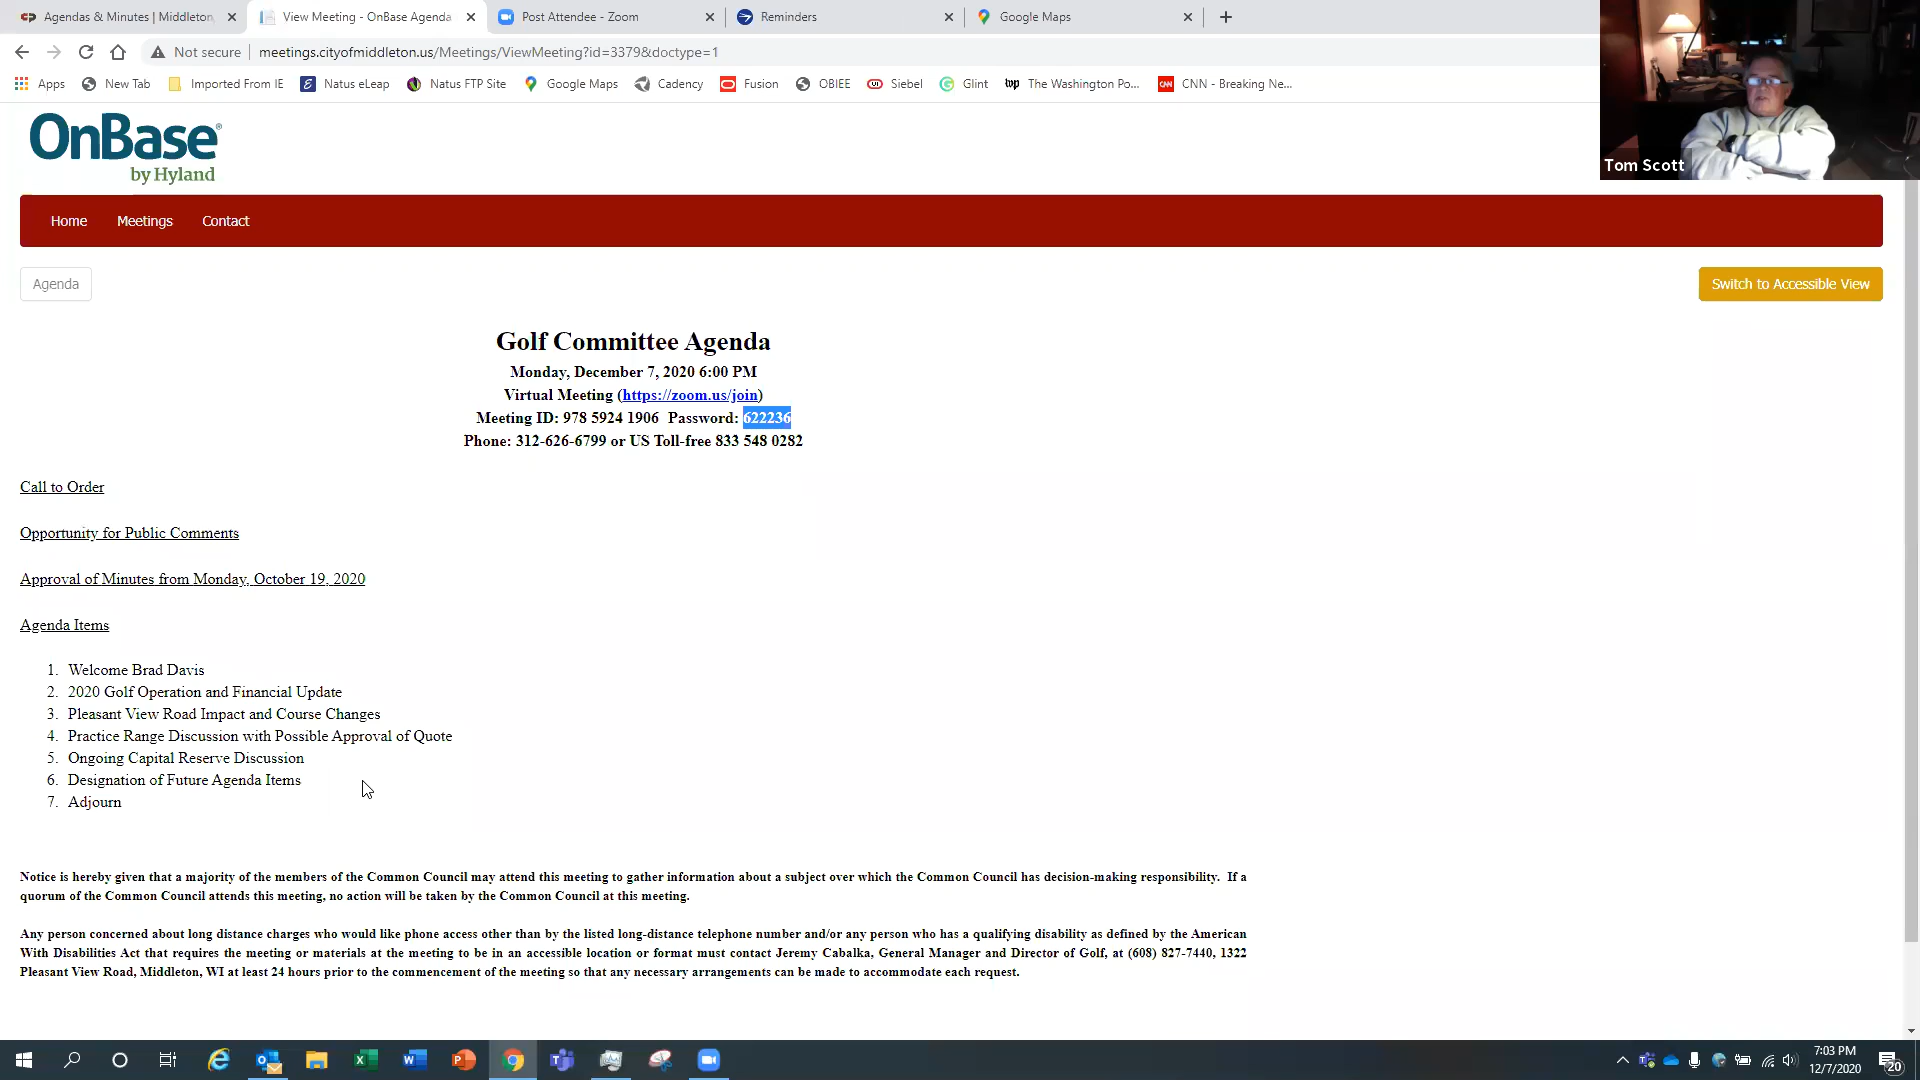 Agendas & Minutes | Middleton,
View Meeting - OnBase Agenda
Post Attendee - Zoom
Reminders
Google Maps
Not secure
meetings.cityofmiddleton.us/Meetings/ViewMeeting?id=3379&doctype=1
Apps
New Tab
Imported From IE
Natus eLeap
Natus FTP Site
Google Maps
Cadency
Fusion
OBIEE
Siebel
Glint
wp The Washington Po...
CNN CNN - Breaking Ne...
Tom Scott
OnBase®
by Hyland
Home Meetings Contact
Agenda
Switch to Accessible View
Golf Committee Agenda
Monday, December 7, 2020 6:00 PM
Virtual Meeting (https://zoom.us/join)
Meeting ID: 978 5924 1906 Password: 622236
Phone: 312-626-6799 or US Toll-free 833 548 0282
Call to Order
Opportunity for Public Comments
Approval of Minutes from Monday, October 19, 2020
Agenda Items
1. Welcome Brad Davis
2. 2020 Golf Operation and Financial Update
3. Pleasant View Road Impact and Course Changes
4. Practice Range Discussion with Possible Approval of Quote
5. Ongoing Capital Reserve Discussion
6. Designation of Future Agenda Items
7. Adjourn
Notice is hereby given that a majority of the members of the Common Council may attend this meeting to gather information about a subject over which the Common Council has decision-making responsibility. If a
quorum of the Common Council attends this meeting, no action will be taken by the Common Council at this meeting.
Any person concerned about long distance charges who would like phone access other than by the listed long-distance telephone number and/or any person who has a qualifying disability as defined by the American
With Disabilities Act that requires the meeting or materials at the meeting to be in an accessible location or format must contact Jeremy Cabalka, General Manager and Director of Golf, at (608) 827-7440, 1322
Pleasant View Road, Middleton, WI at least 24 hours prior to the commencement of the meeting so that any necessary arrangements can be made to accommodate each request.
7:03 PM
12/7/2020
20